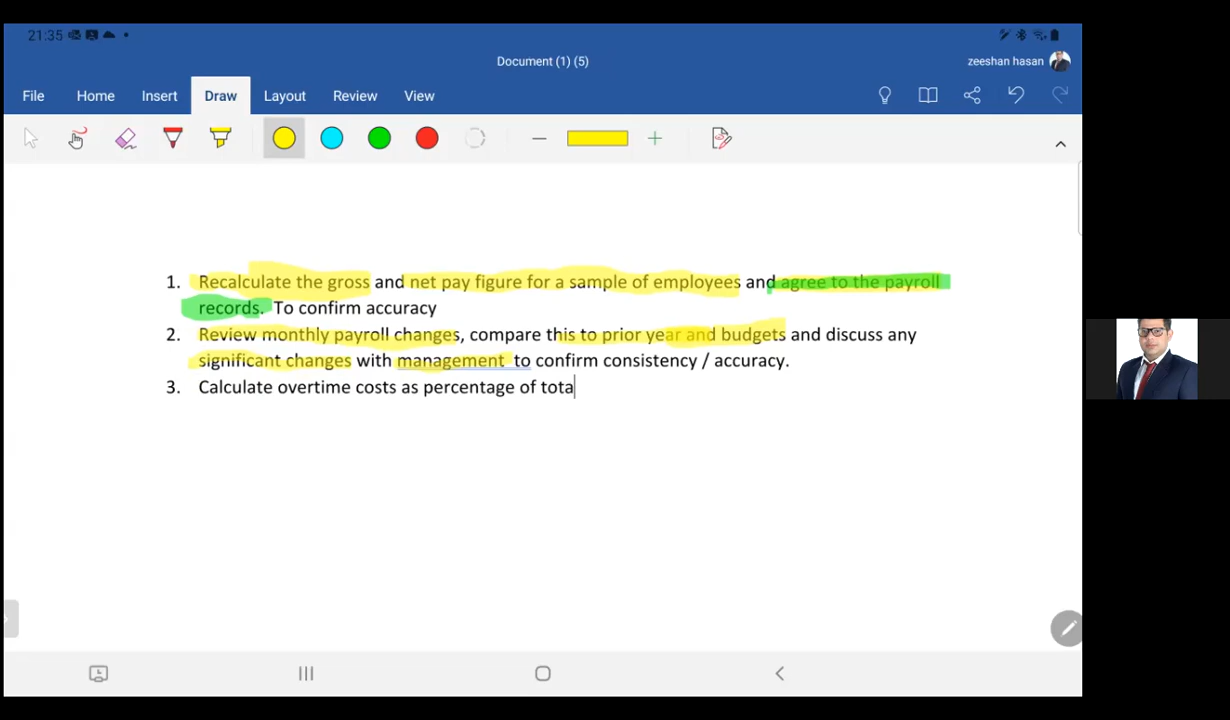 21:35
Document (1) (5)
zeeshan hasan
File Home Insert Draw Layout Review View
1. Recalculate the gross and net pay figure for a sample of employees and agree to the payroll
records. To confirm accuracy
2. Review monthly payroll changes, compare this to prior year and budgets and discuss any
significant changes with management to confirm consistency / accuracy.
3. Calculate overtime costs as percentage of tota